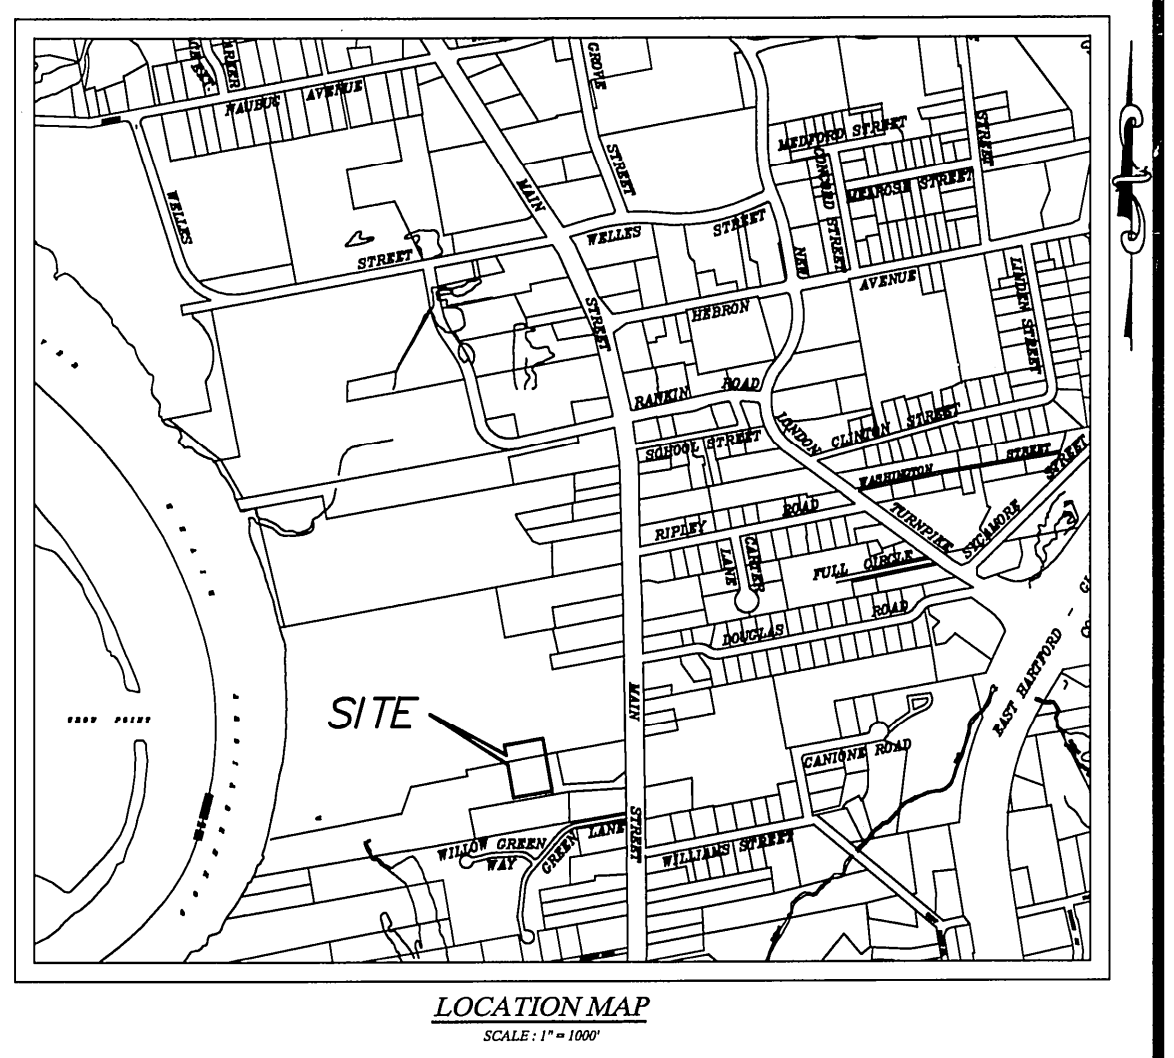 GROVE
NAUBUC AVENUE
MEDFORD STREET
STREET
STREET
CONCORD STREET
MAIN
MEAROSE STREET
WELLES
WELLES
STREET
STREET
NEW
AVENUE
LINDEN STREET
HEBRON
STREET
RANKIN
ROAD
LONDON
CLINTON STREET
SCHOOL STREET
WASHINGTON
STREET
STREET
RIPLEY
ROAD
TURNPIKE
SYCAMORE
CARTER
LANE
FULL CIRCLE
ROAD
DOUGLAS
EAST HARTFORD -
MAIN
SITE
CROW POINT
CANIONE ROAD
STREET
LANE
GREEN
WILLOW GREEN
WAY
WILLIAMS STREET
LOCATION MAP
SCALE : 1" = 1000'